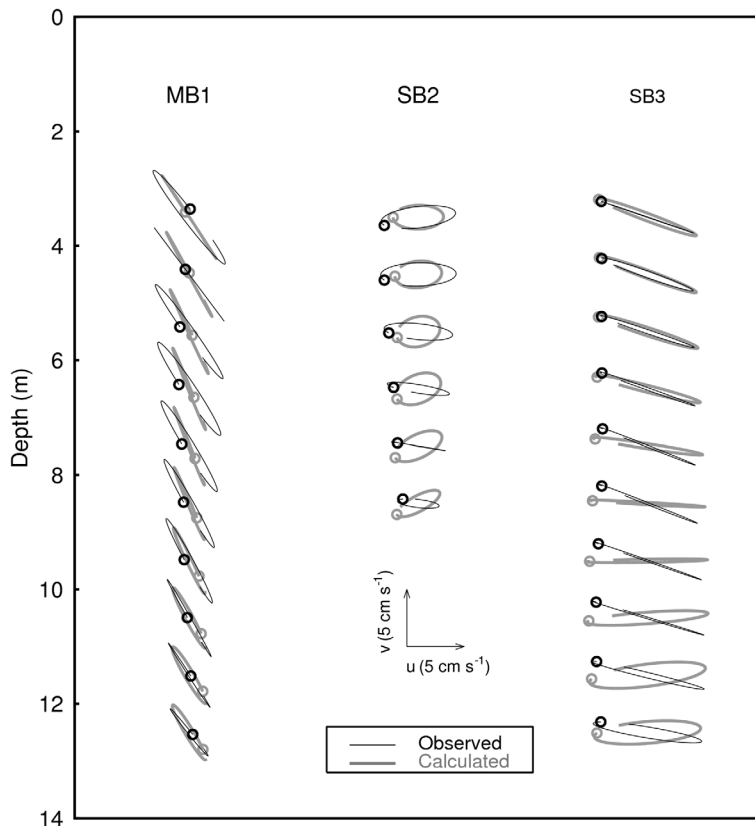 0
MB1
SB2
SB3
2
4
6
8
10
12
14
Depth (m)
v (5 cm s⁻¹)
u (5 cm s⁻¹)
Observed
Calculated